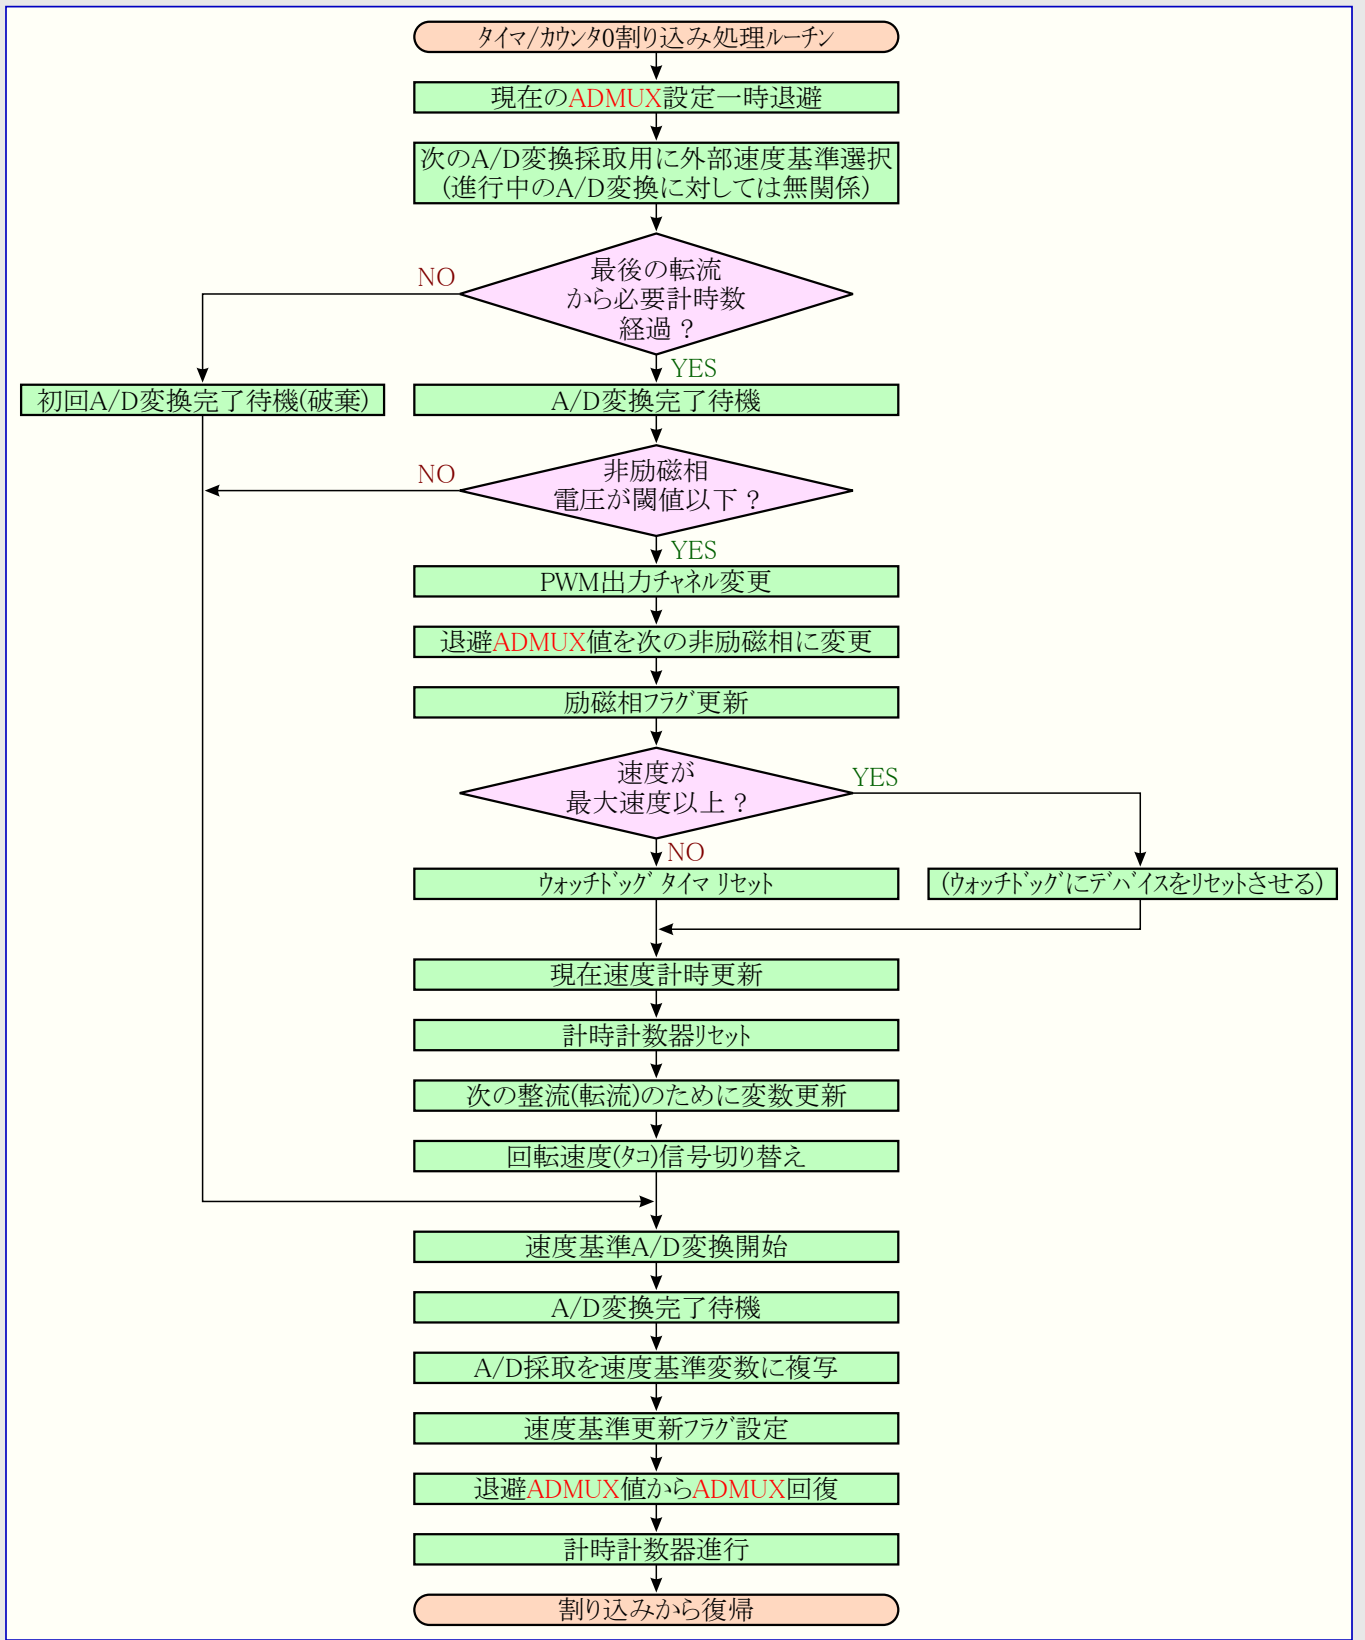 タイマ/カウンタ0割り込み処理ルーチン
現在のADMUX設定一時退避
次のA/D変換採取用に外部速度基準選択
(進行中のA/D変換に対しては無関係)
最後の転流
から必要計時数
経過？
NO
YES
初回A/D変換完了待機(破棄)
A/D変換完了待機
非励磁相
電圧が閾値以下？
NO
YES
PWM出力チャネル変更
退避ADMUX値を次の非励磁相に変更
励磁相フラグ更新
速度が
最大速度以上？
YES
NO
ウォッチドッグ タイマ リセット
(ウォッチドッグにデバイスをリセットさせる)
現在速度計時更新
計時計数器リセット
次の整流(転流)のために変数更新
回転速度(タコ)信号切り替え
速度基準A/D変換開始
A/D変換完了待機
A/D採取を速度基準変数に複写
速度基準更新フラグ設定
退避ADMUX値からADMUX回復
計時計数器進行
割り込みから復帰